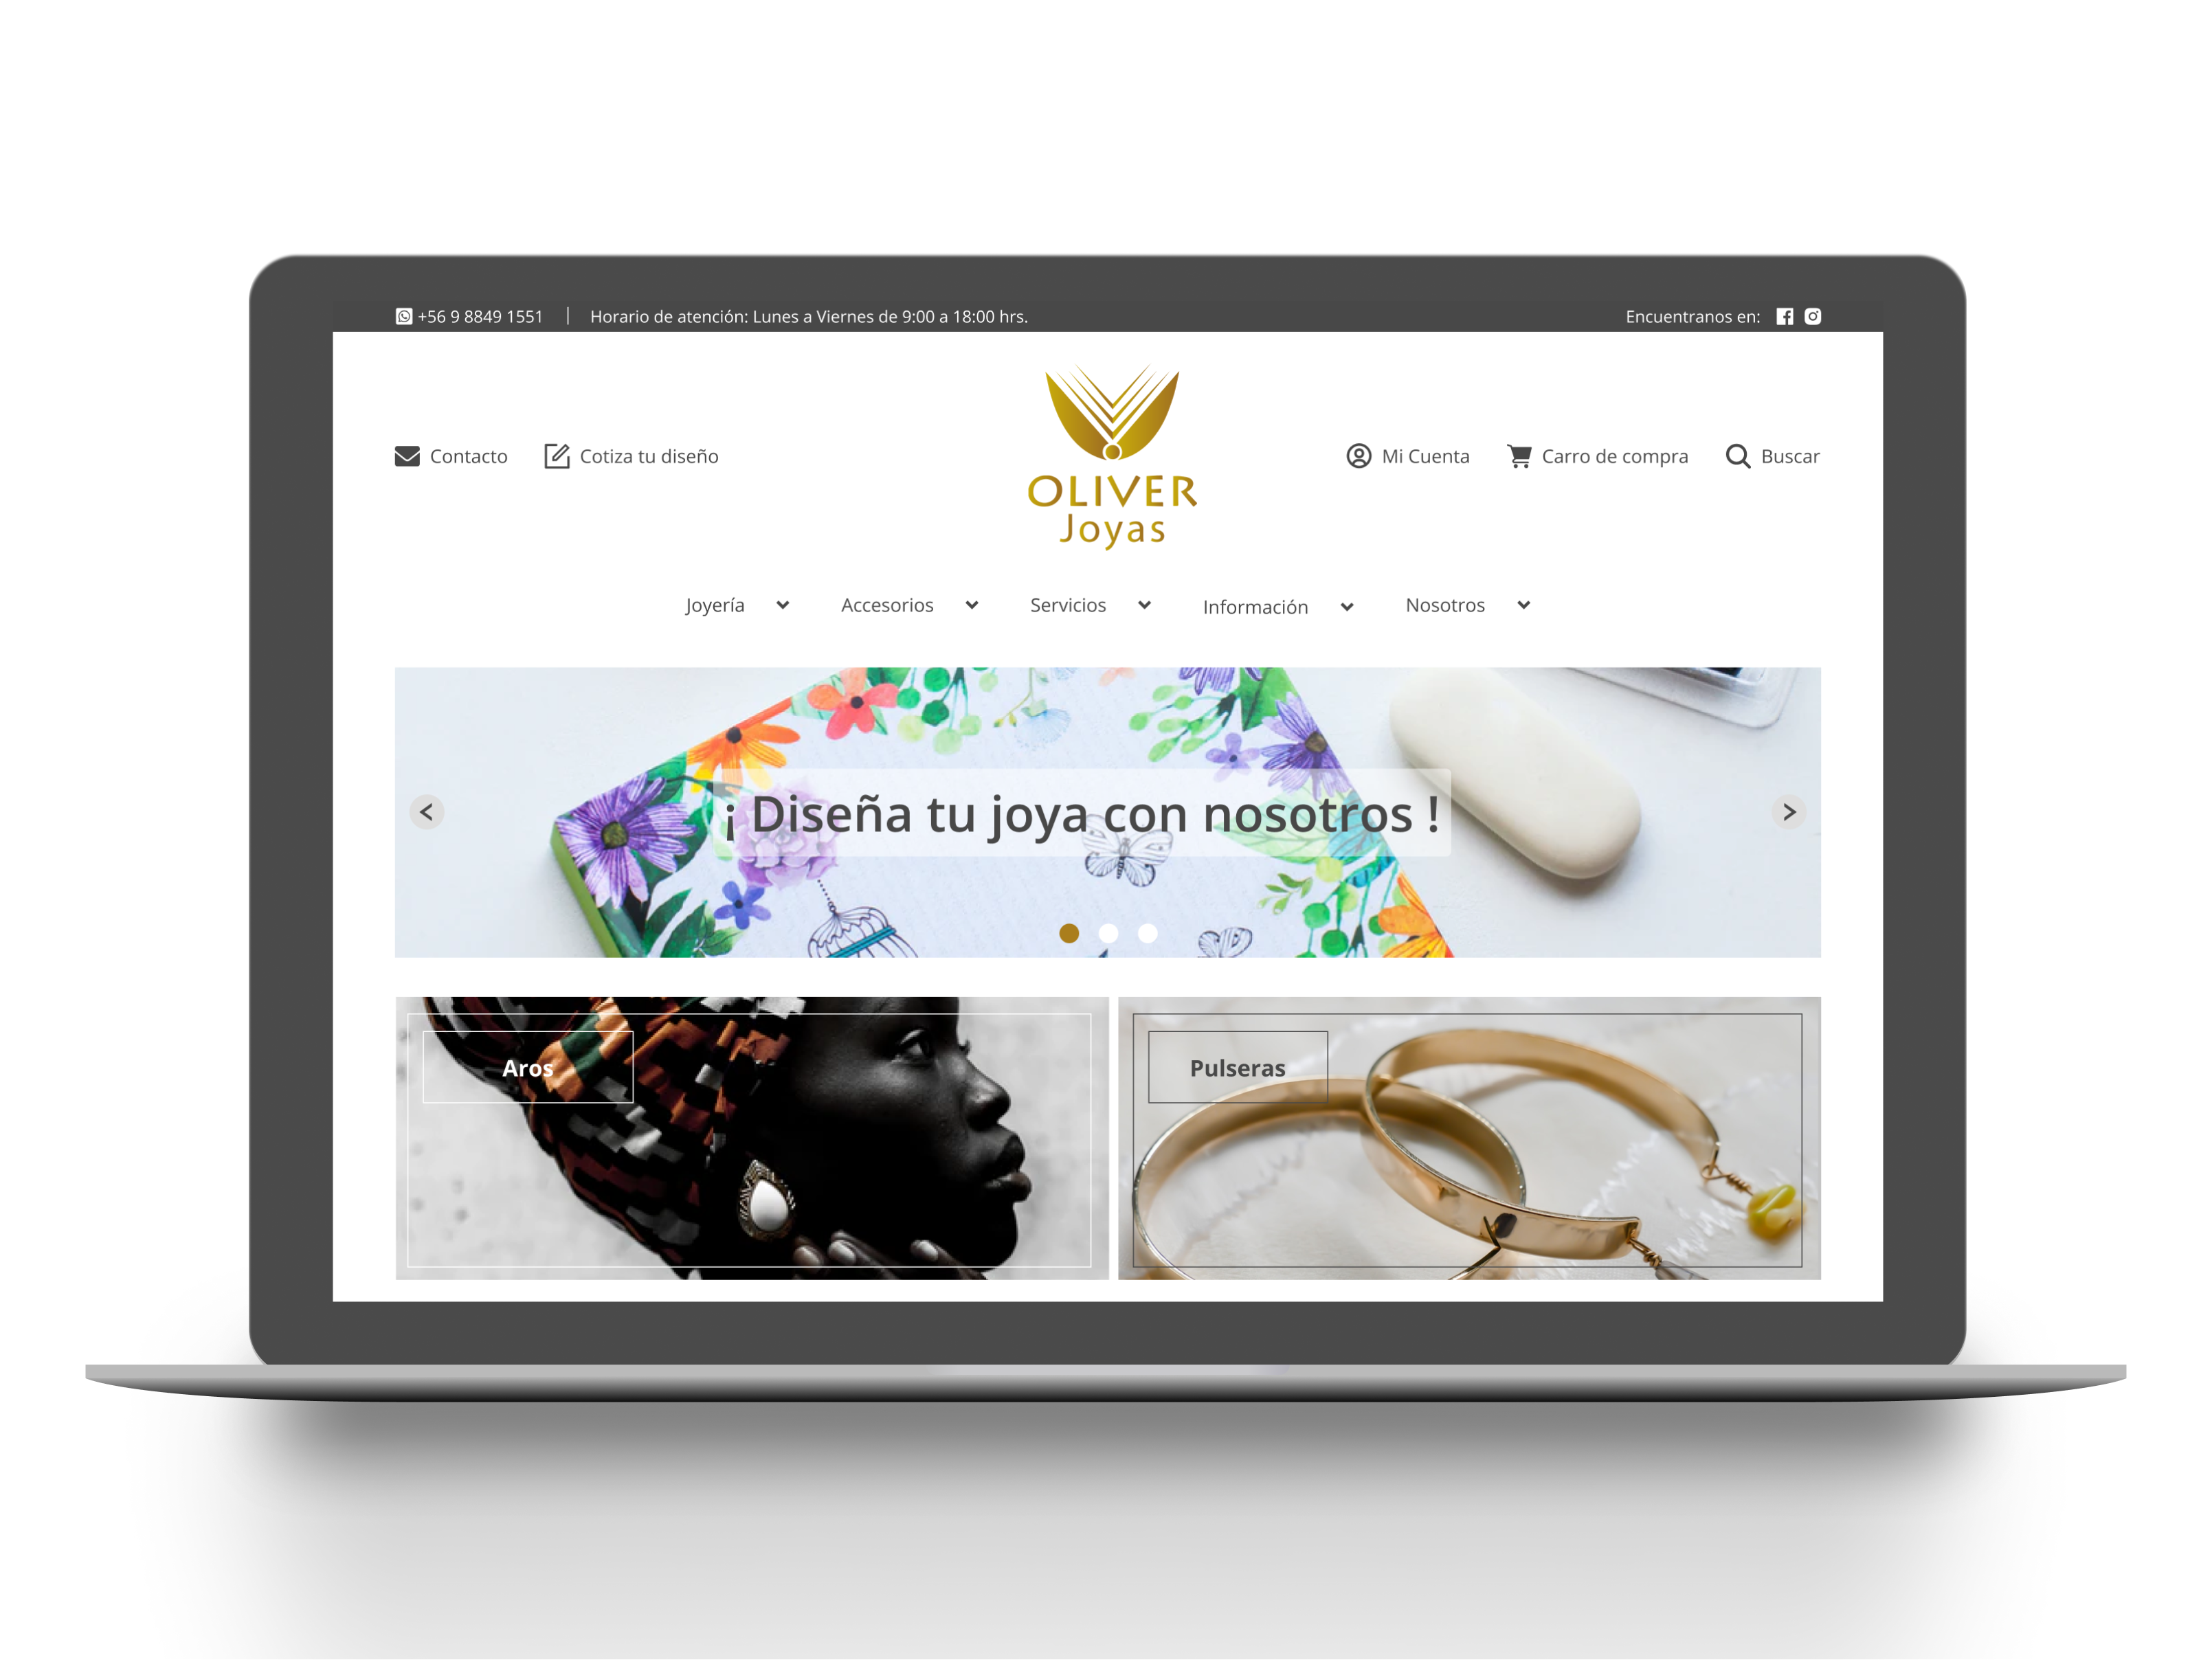 +56 9 8849 1551 | Horario de atención: Lunes a Viernes de 9:00 a 18:00 hrs.
Encuentranos en:
Contacto
Cotiza tu diseño
OLIVER
Joyas
Mi Cuenta
Carro de compra
Buscar
Joyería
Accesorios
Servicios
Información
Nosotros
¡ Diseña tu joya con nosotros !
Aros
Pulseras